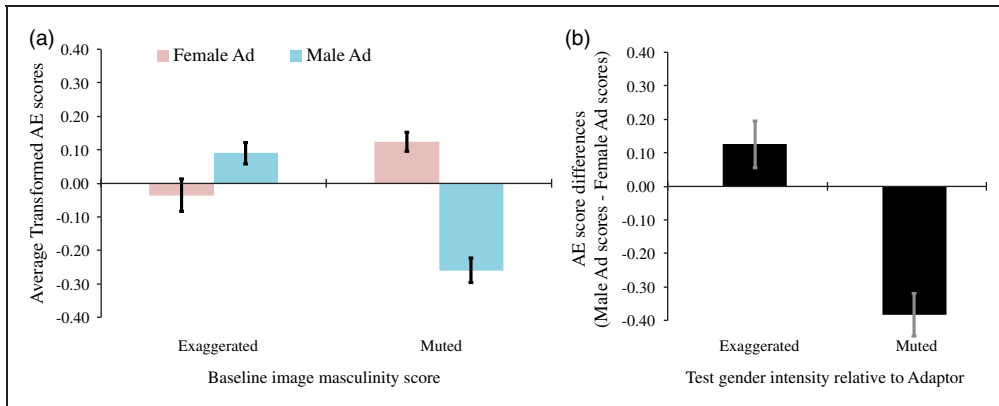 (a)
Female Ad
Male Ad
Average Transformed AE scores
0.40
0.30
0.20
0.10
0.00
-0.10
-0.20
-0.30
-0.40
Exaggerated
Muted
Baseline image masculinity score
(b)
AE score differences
(Male Ad scores - Female Ad scores)
0.40
0.30
0.20
0.10
0.00
-0.10
-0.20
-0.30
-0.40
Exaggerated
Muted
Test gender intensity relative to Adaptor